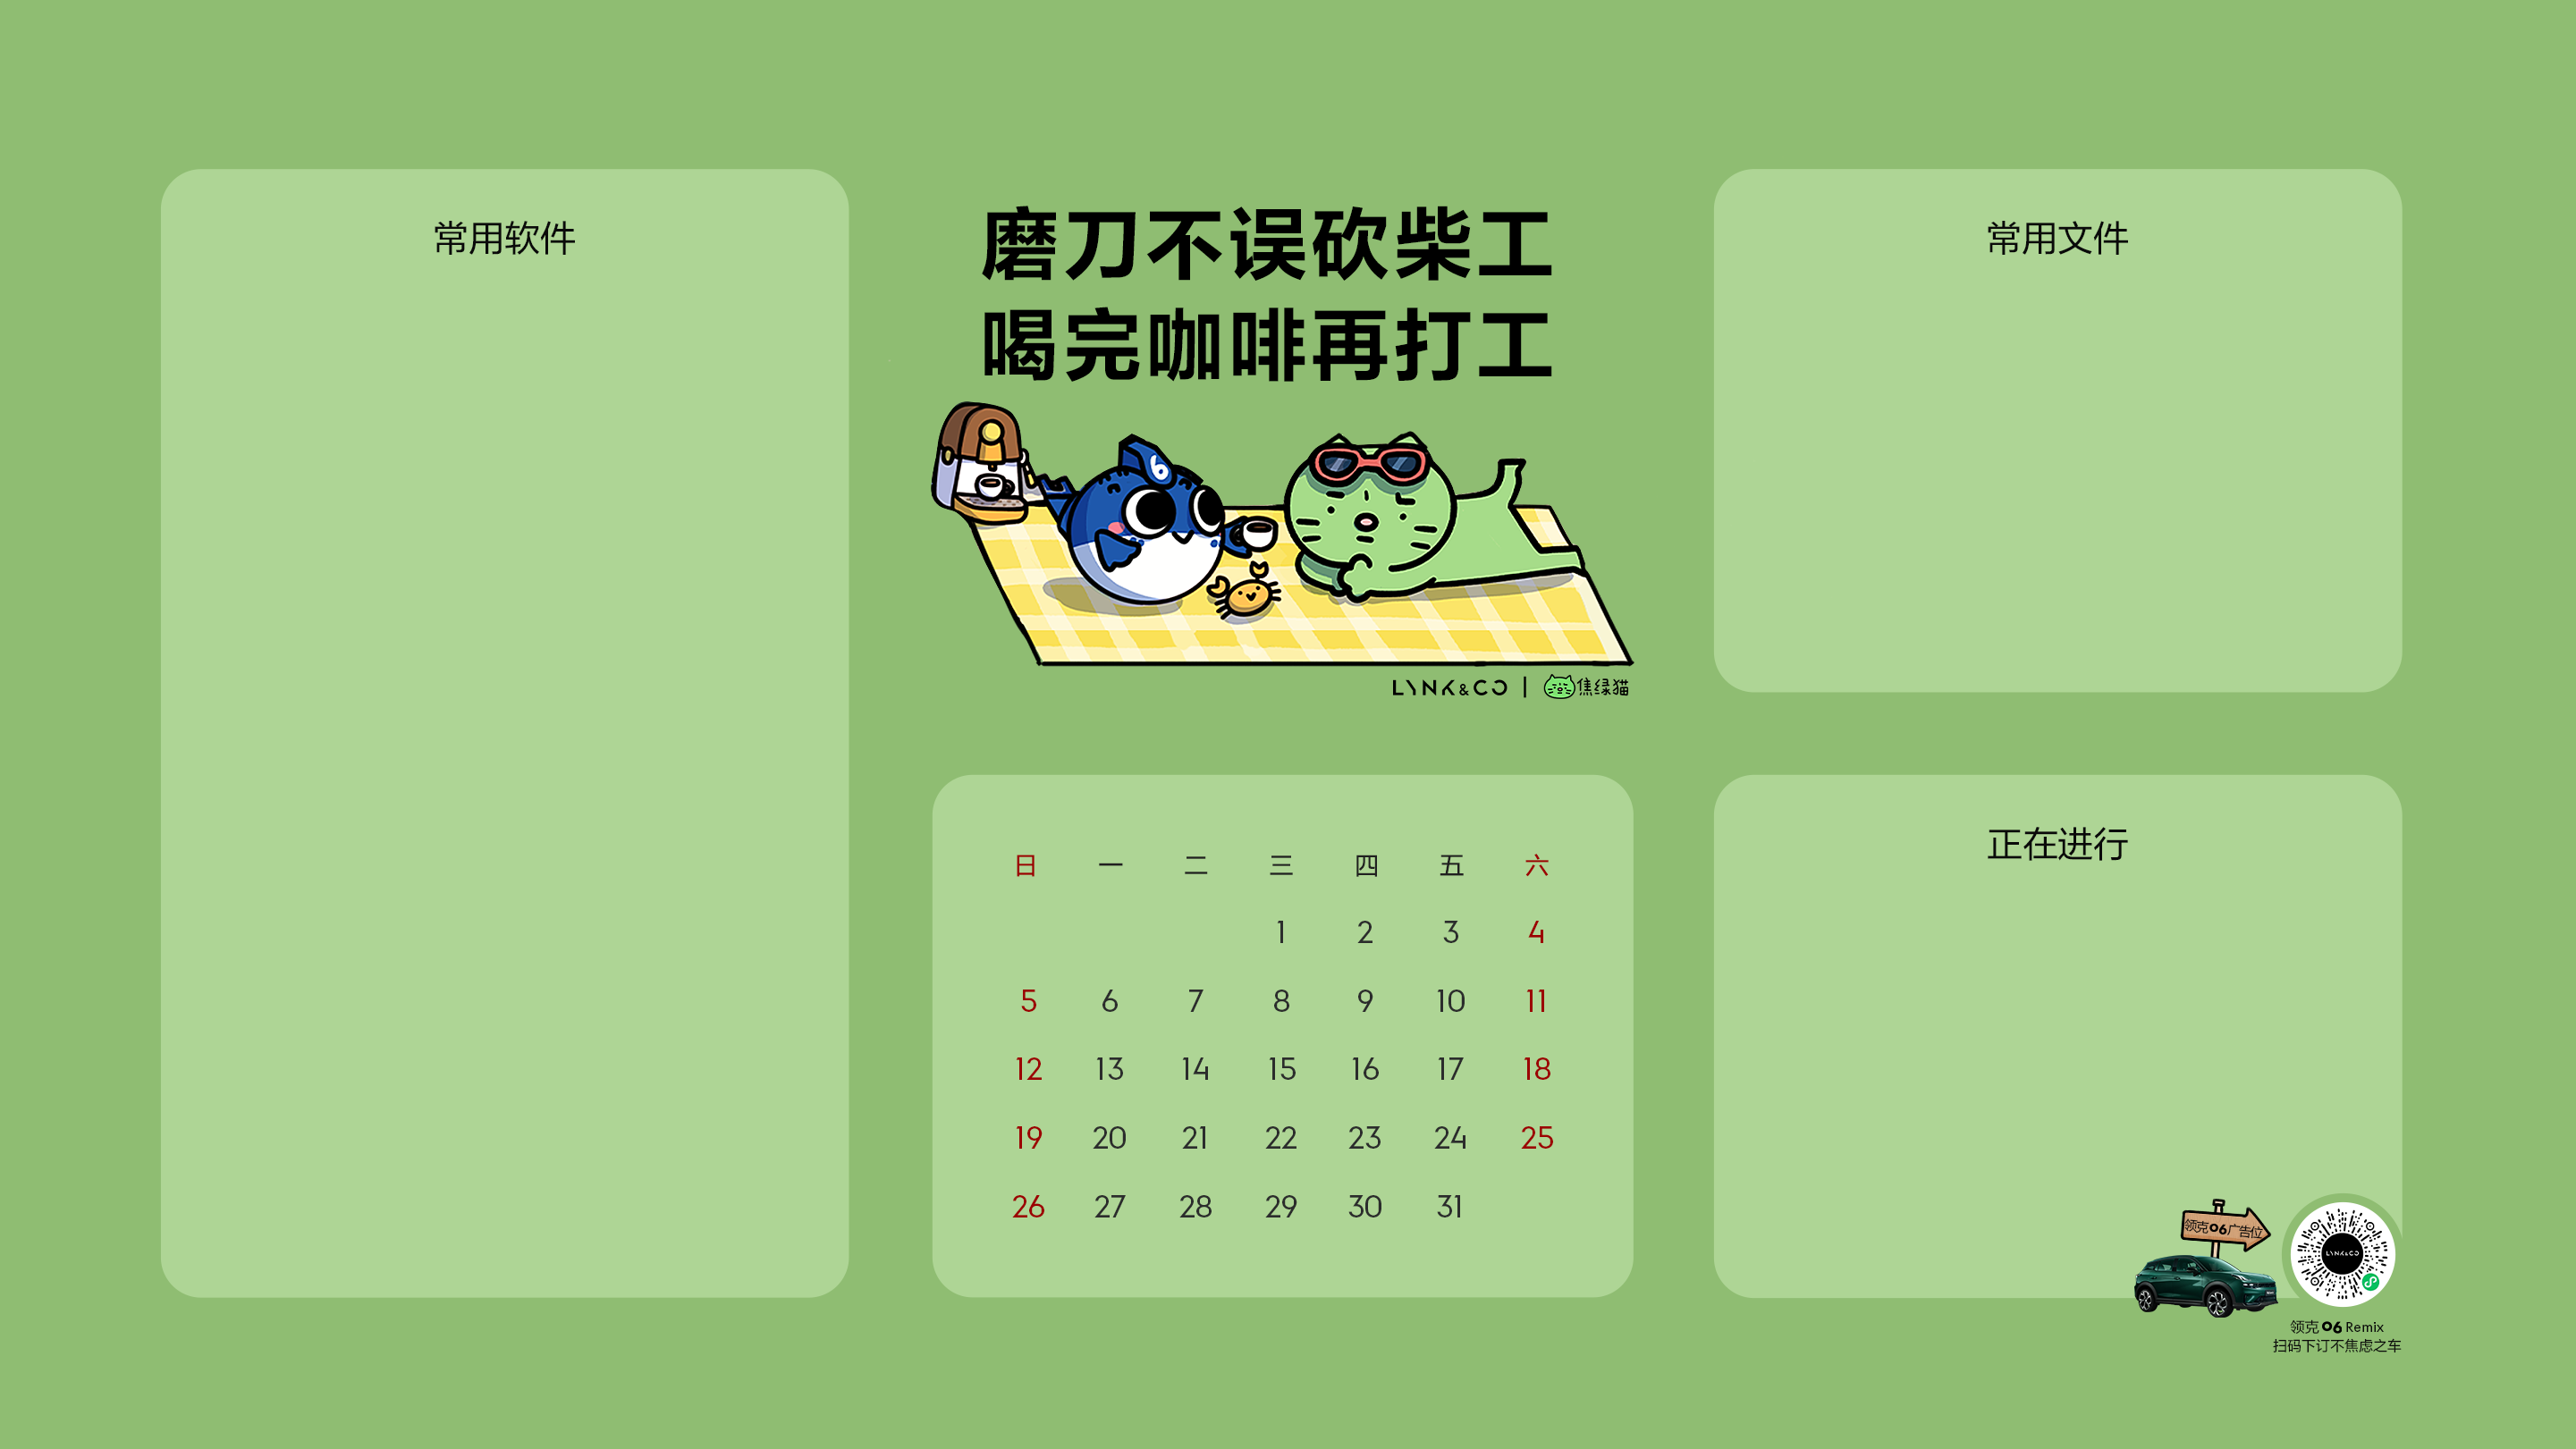 常用软件
磨刀不误砍柴工
喝完咖啡再打工
6
LYNK&CO | 焦绿猫
常用文件
日 一 二 三 四 五 六
1 2 3 4
5 6 7 8 9 10 11
12 13 14 15 16 17 18
19 20 21 22 23 24 25
26 27 28 29 30 31
正在进行
领克06广告位
LYNK&CO
领克06 Remix
扫码下订不焦虑之车